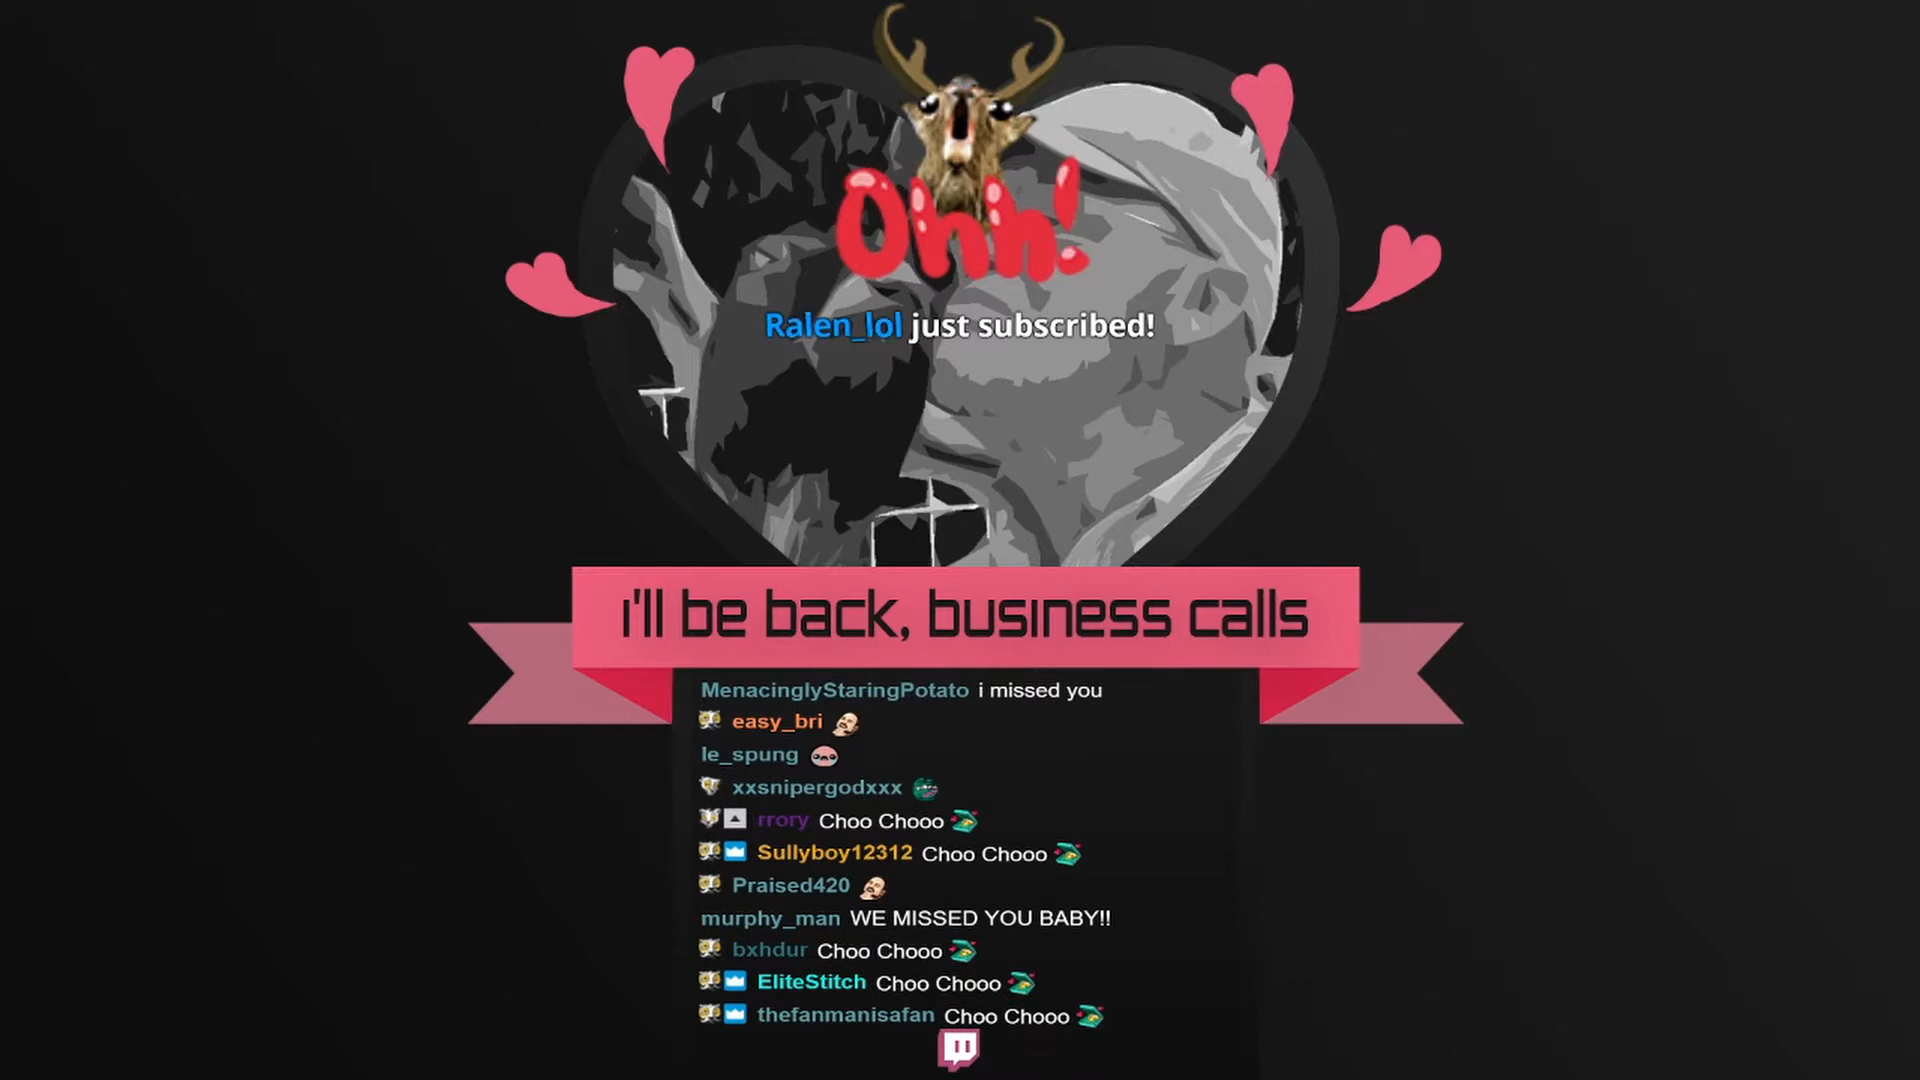 Ohh!
Ralen_lol just subscribed!
i'll be back, business calls
MenacinglyStaringPotato i missed you
easy_bri
le_spung
xxsnipergodxxx
rrory Choo Chooo
Sullyboy12312 Choo Chooo
Praised420
murphy_man WE MISSED YOU BABY!!
bxhdur Choo Chooo
EliteStitch Choo Chooo
thefanmanisafan Choo Chooo